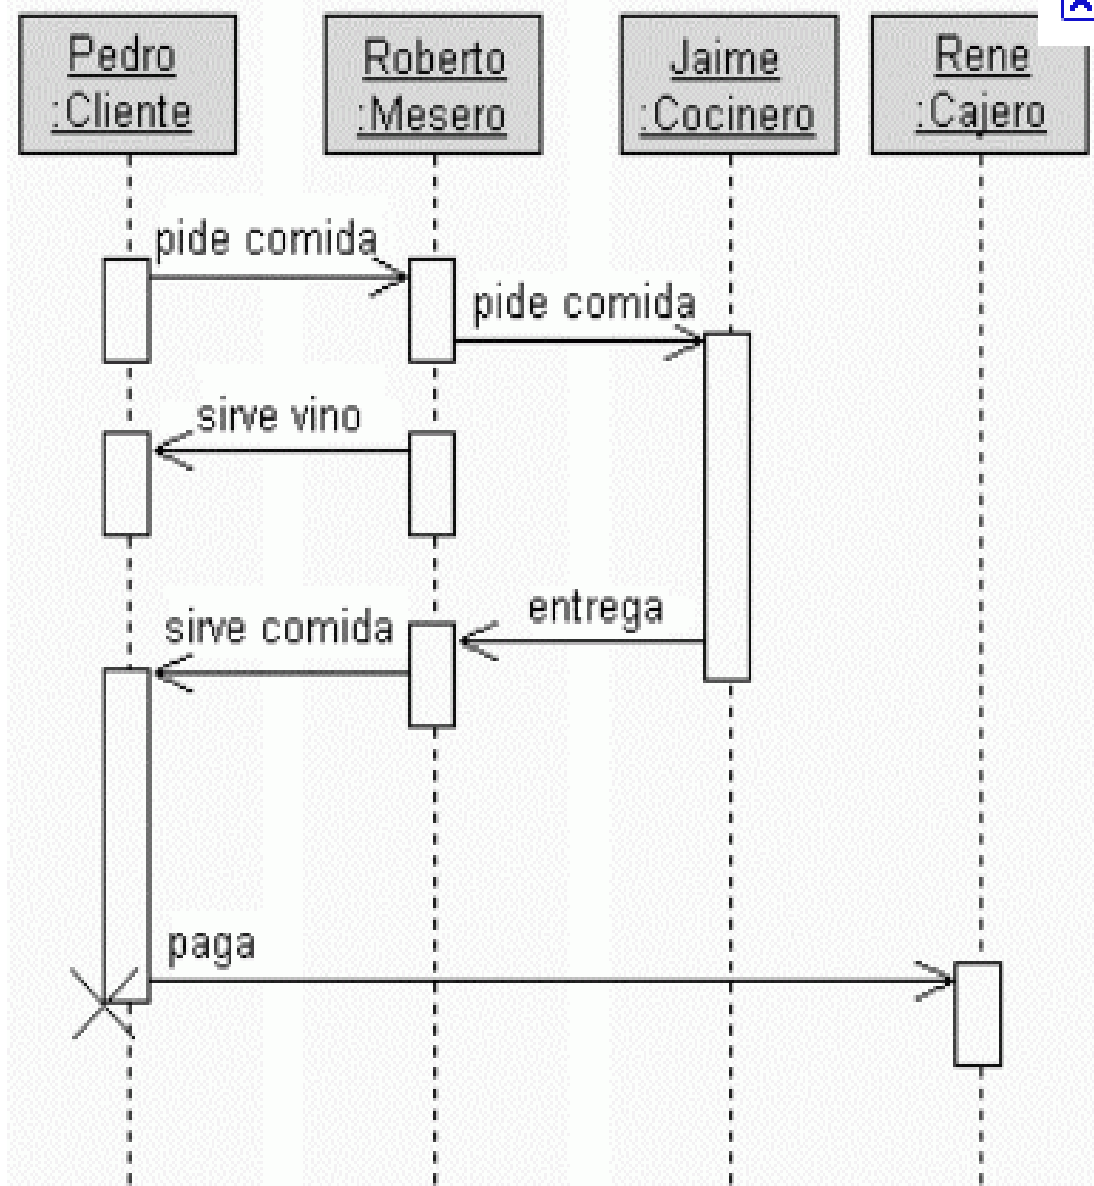 Pedro
:Cliente
Roberto
:Mesero
Jaime
:Cocinero
Rene
:Cajero
pide comida
pide comida
sirve vino
entrega
sirve comida
paga